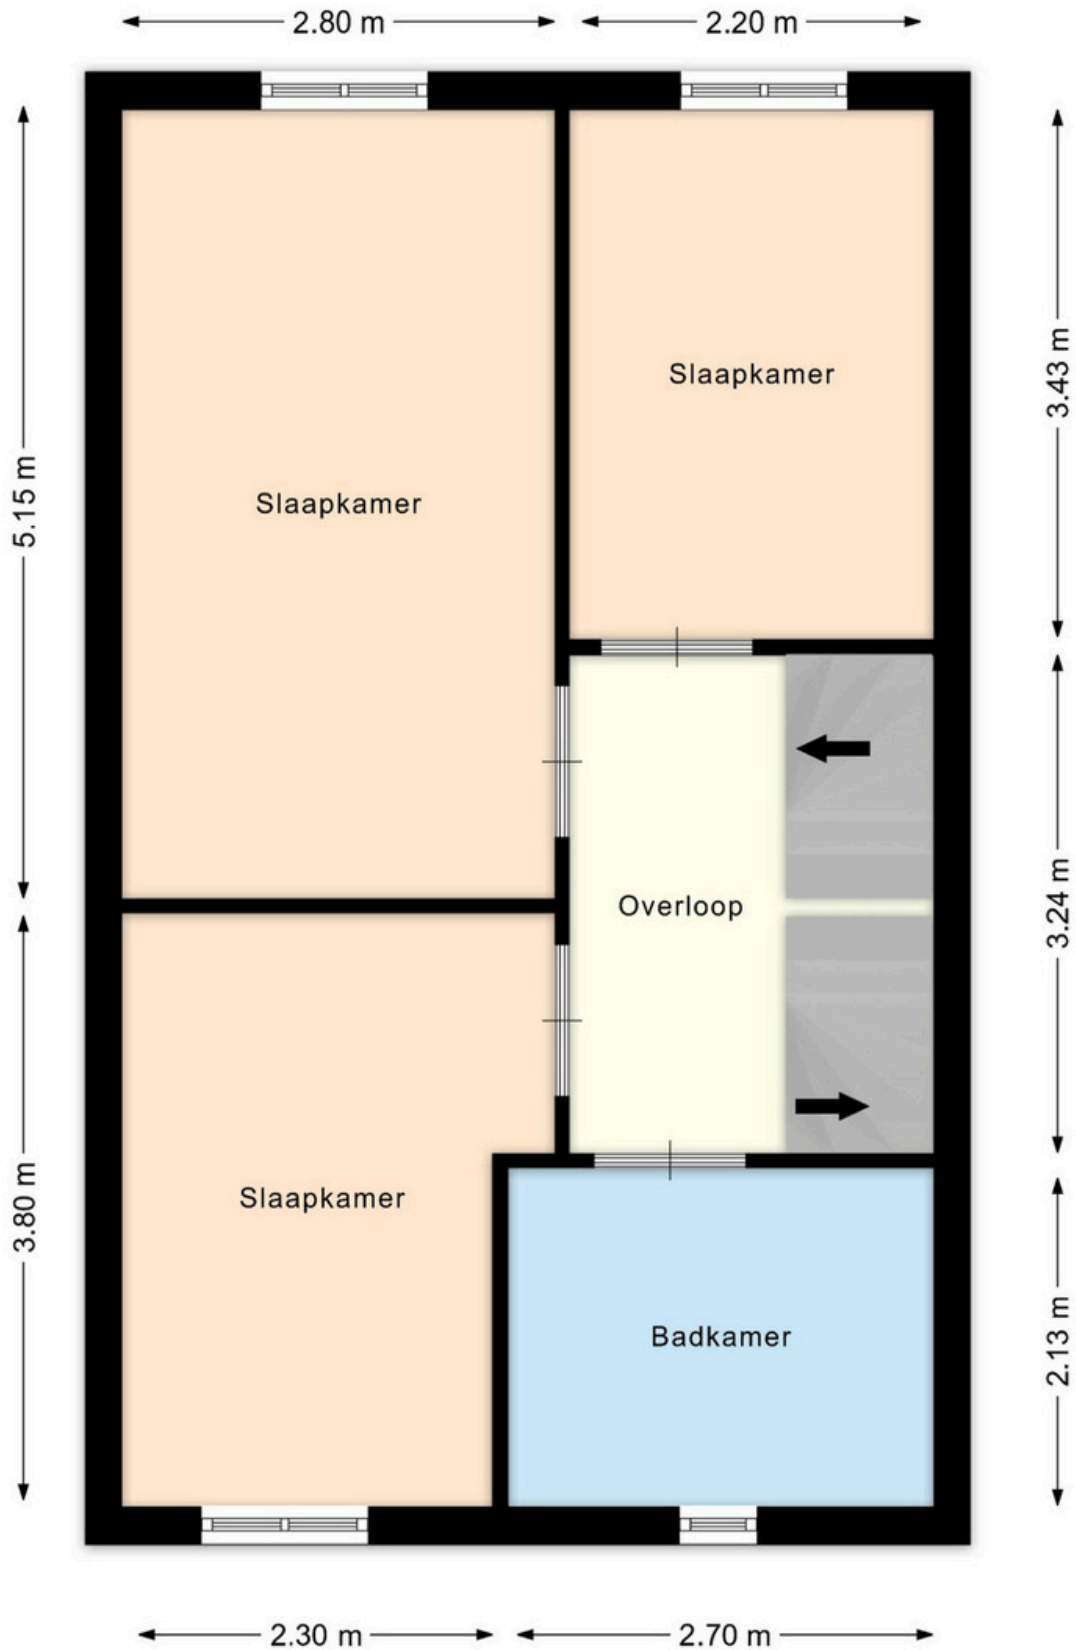 2.80 m
2.20 m
5.15 m
3.43 m
Slaapkamer
Slaapkamer
3.24 m
Overloop
3.80 m
Slaapkamer
2.13 m
Badkamer
2.30 m
2.70 m